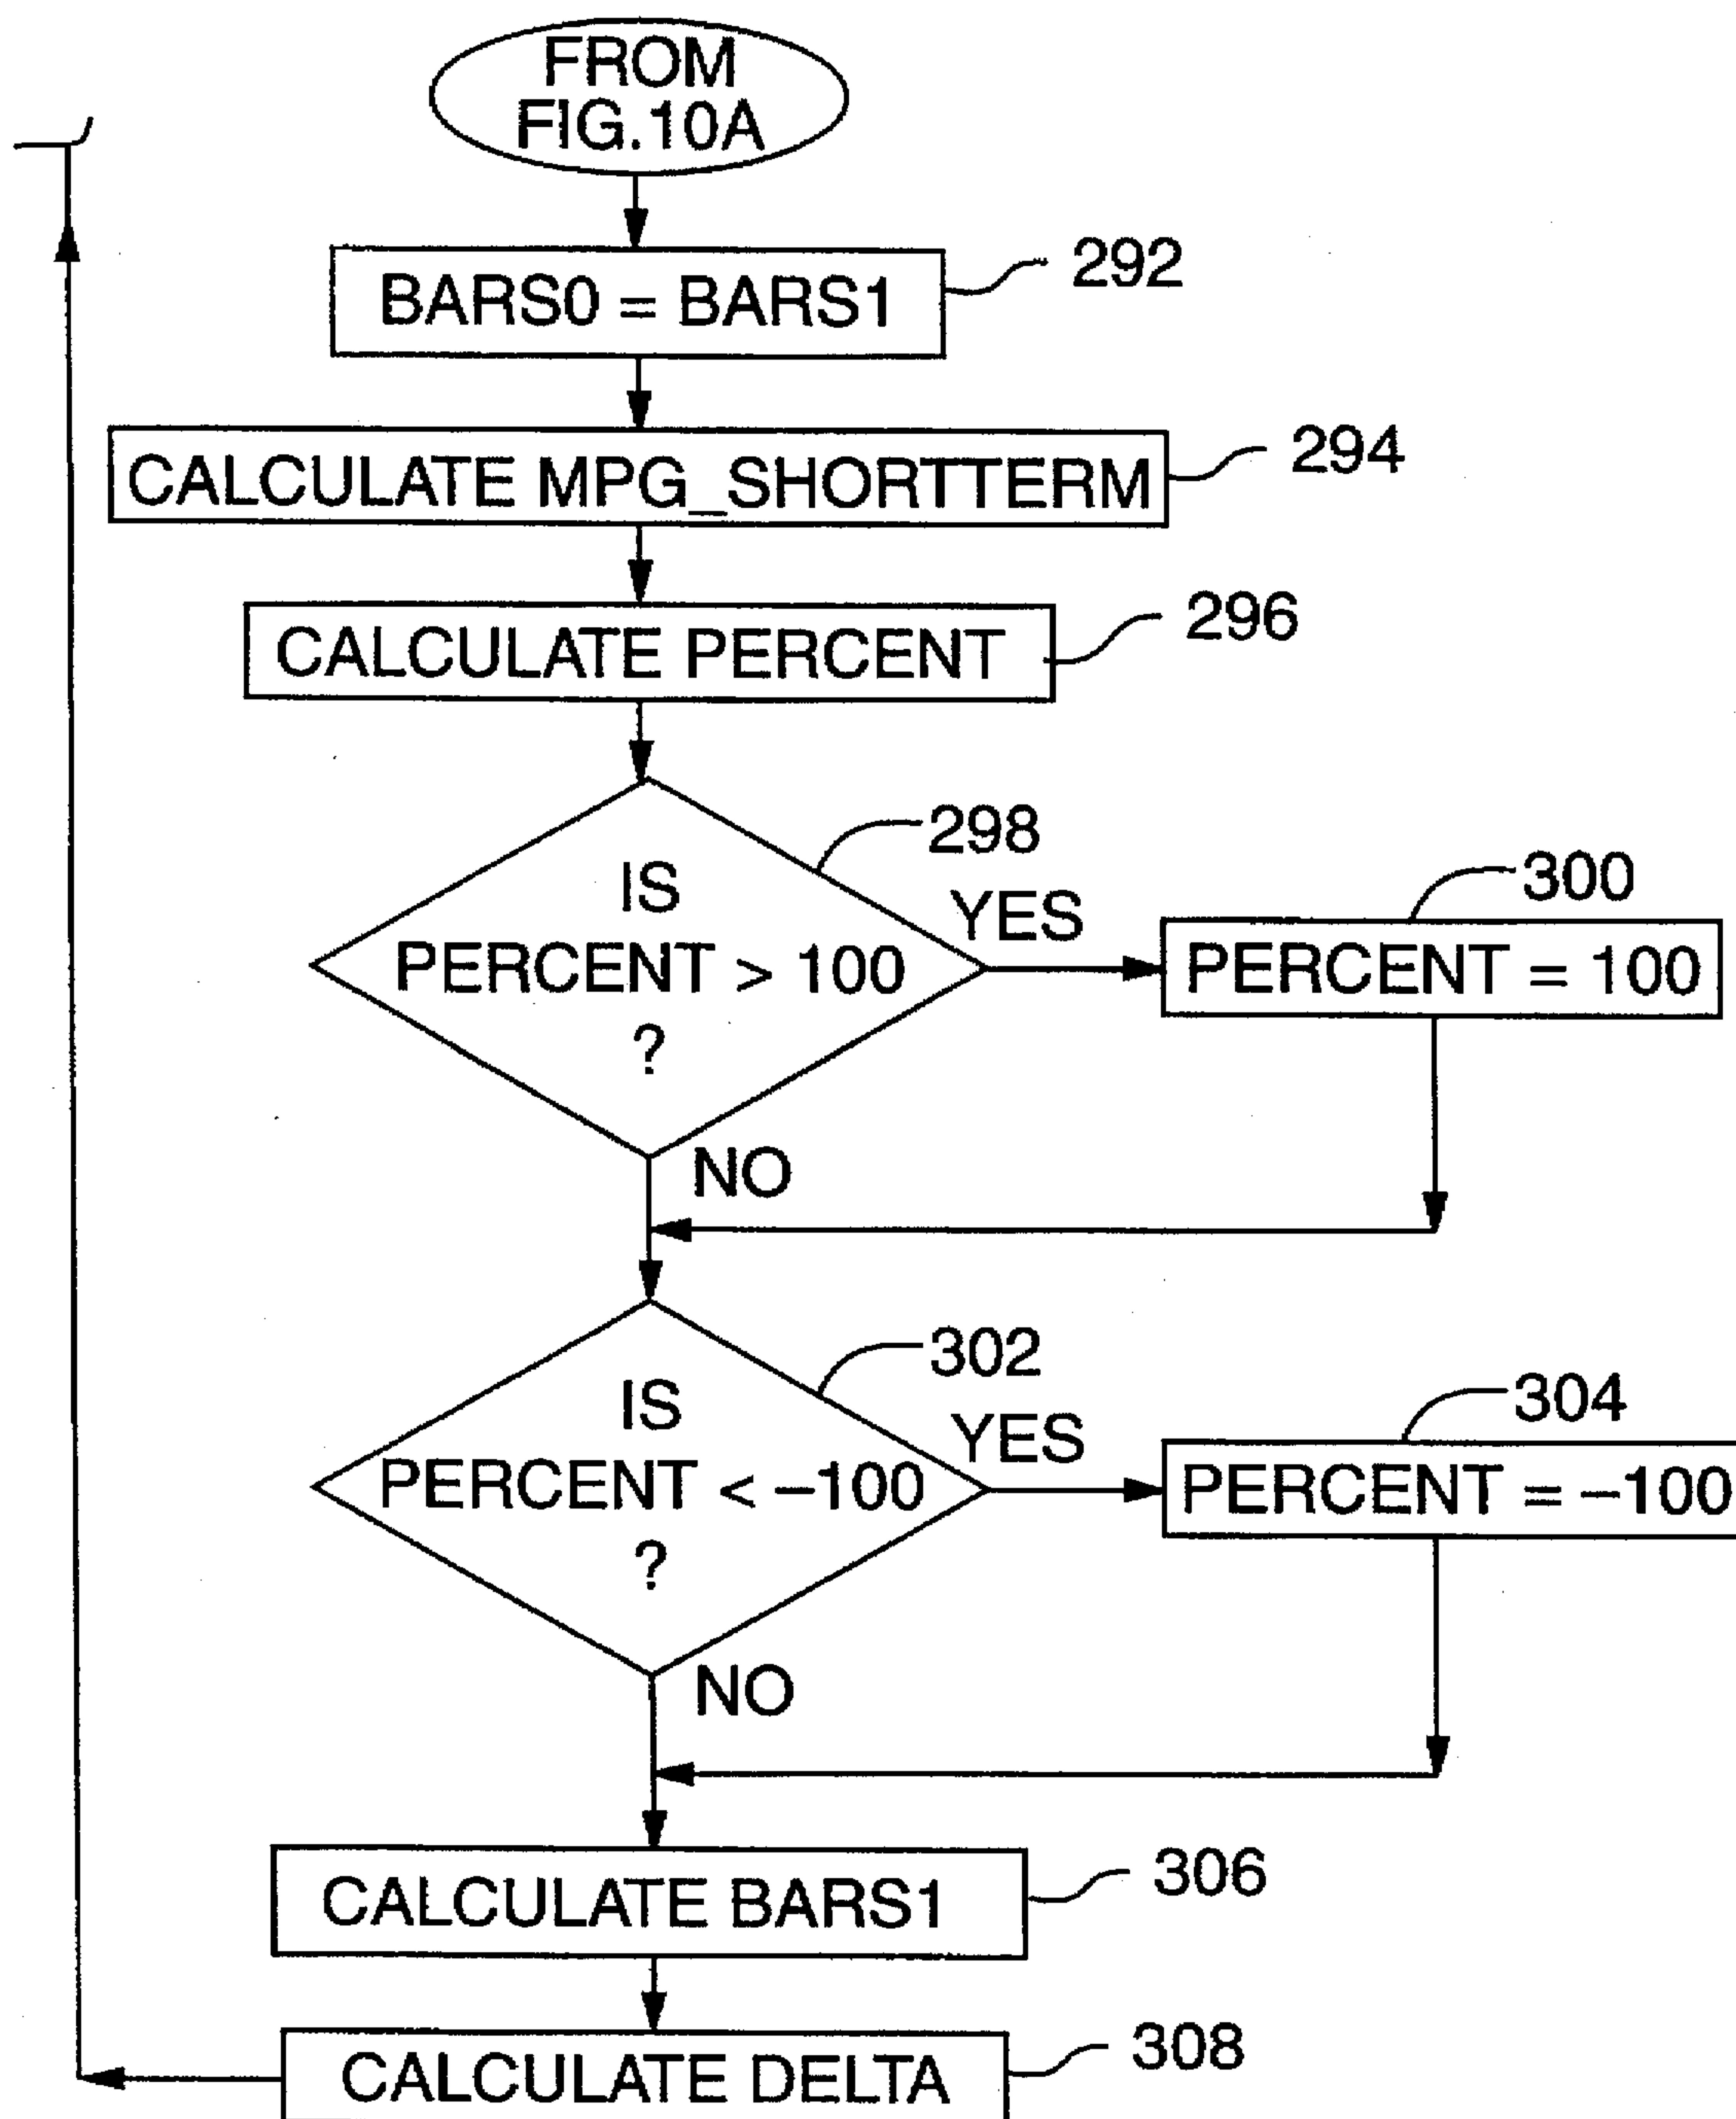 FROM
FIG.10A
BARS0 = BARS1
292
CALCULATE MPG_SHORTTERM
294
CALCULATE PERCENT
296
298
IS
PERCENT > 100
?
YES
300
PERCENT = 100
NO
302
IS
PERCENT < –100
?
YES
304
PERCENT = –100
NO
CALCULATE BARS1
306
CALCULATE DELTA
308